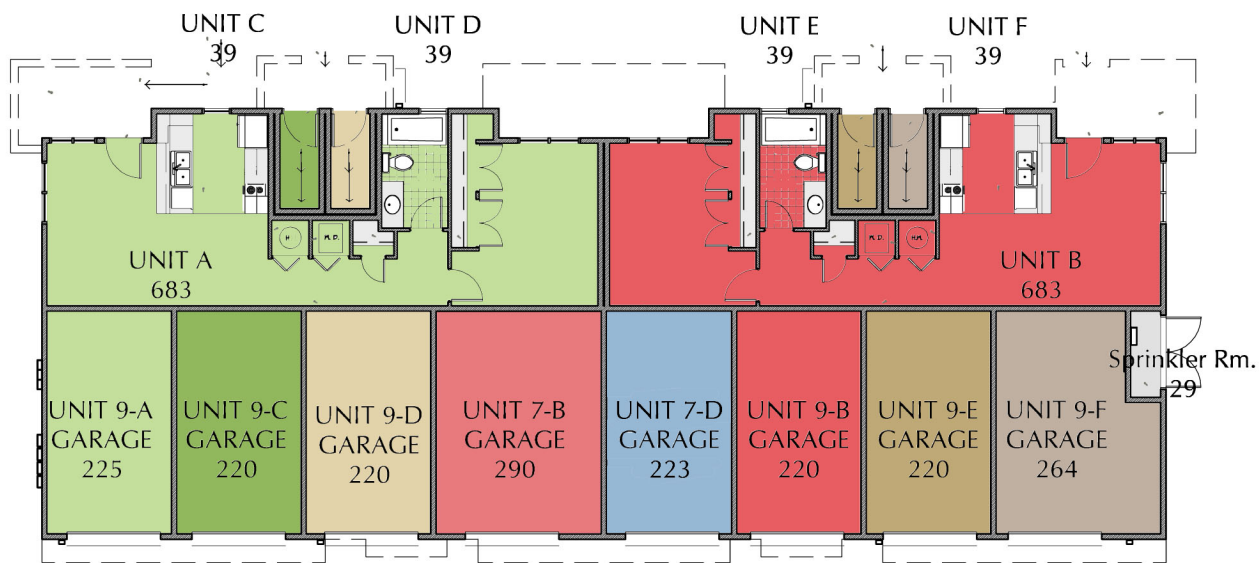 UNIT C
39
UNIT D
39
UNIT E
39
UNIT F
39
UNIT A
683
UNIT B
683
Sprinkler Rm.
29
UNIT 9-A
GARAGE
225
UNIT 9-C
GARAGE
220
UNIT 9-D
GARAGE
220
UNIT 7-B
GARAGE
290
UNIT 7-D
GARAGE
223
UNIT 9-B
GARAGE
220
UNIT 9-E
GARAGE
220
UNIT 9-F
GARAGE
264